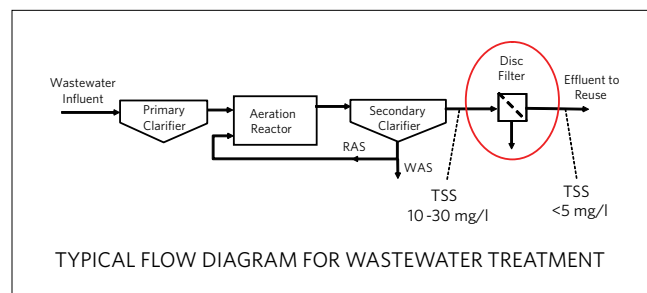 Wastewater
Influent
Primary
Clarifier
Aeration
Reactor
Secondary
Clarifier
Disc
Filter
Effluent to
Reuse
RAS
WAS
TSS
10-30 mg/l
TSS
<5 mg/l
TYPICAL FLOW DIAGRAM FOR WASTEWATER TREATMENT